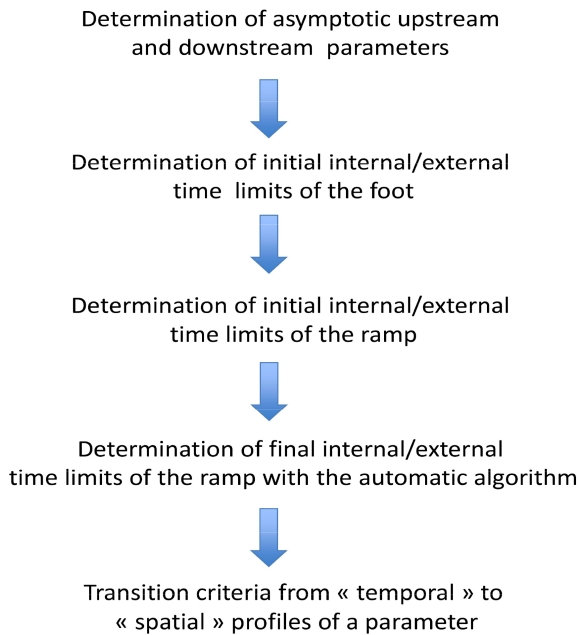 Determination of asymptotic upstream
and downstream parameters
Determination of initial internal/external
time limits of the foot
Determination of initial internal/external
time limits of the ramp
Determination of final internal/external
time limits of the ramp with the automatic algorithm
Transition criteria from « temporal » to
« spatial » profiles of a parameter